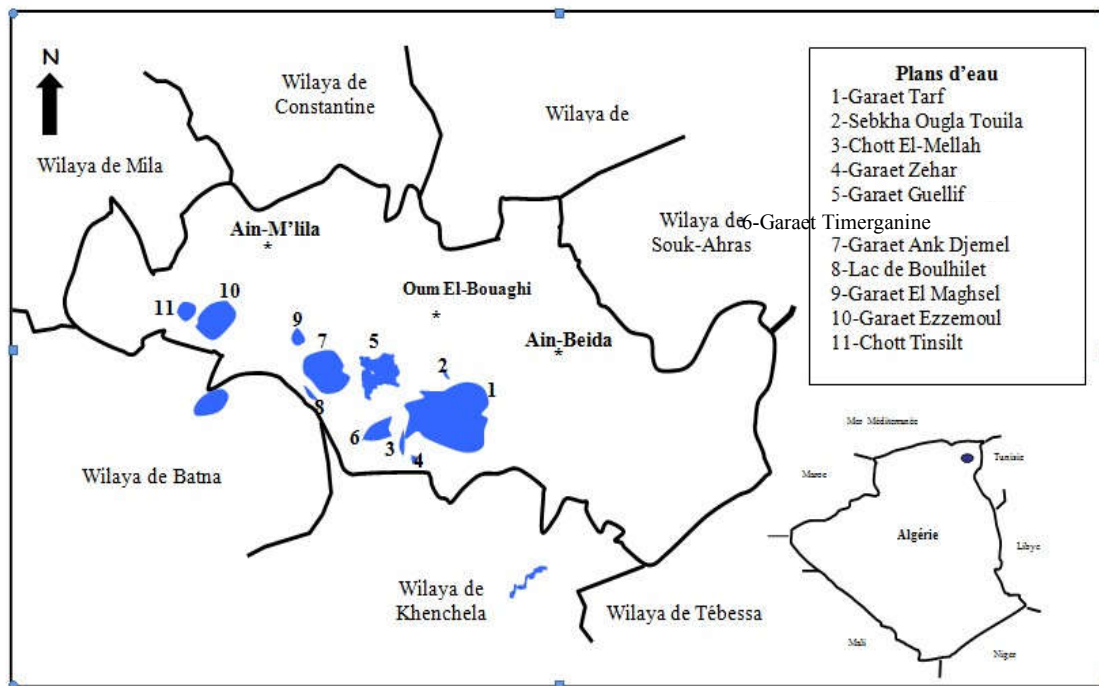 N
Wilaya de
Constantine
Wilaya de
Wilaya de Mila
Ain-M’lila
*
Wilaya de
Souk-Ahras
Oum El-Bouaghi
*
Ain-Beida
*
11
10
9
7
5
2
1
8
6
3
4
Wilaya de Batna
Wilaya de
Khenchela
Wilaya de Tébessa
Plans d’eau
1-Garaet Tarf
2-Sebkha Ougla Touila
3-Chott El-Mellah
4-Garaet Zehar
5-Garaet Guellif
6-Garaet Timerganine
7-Garaet Ank Djemel
8-Lac de Boulhilet
9-Garaet El Maghsel
10-Garaet Ezzemoul
11-Chott Tinsilt
Mer Méditerranée
Tunisie
Maroc
Algérie
Libye
Mali
Niger